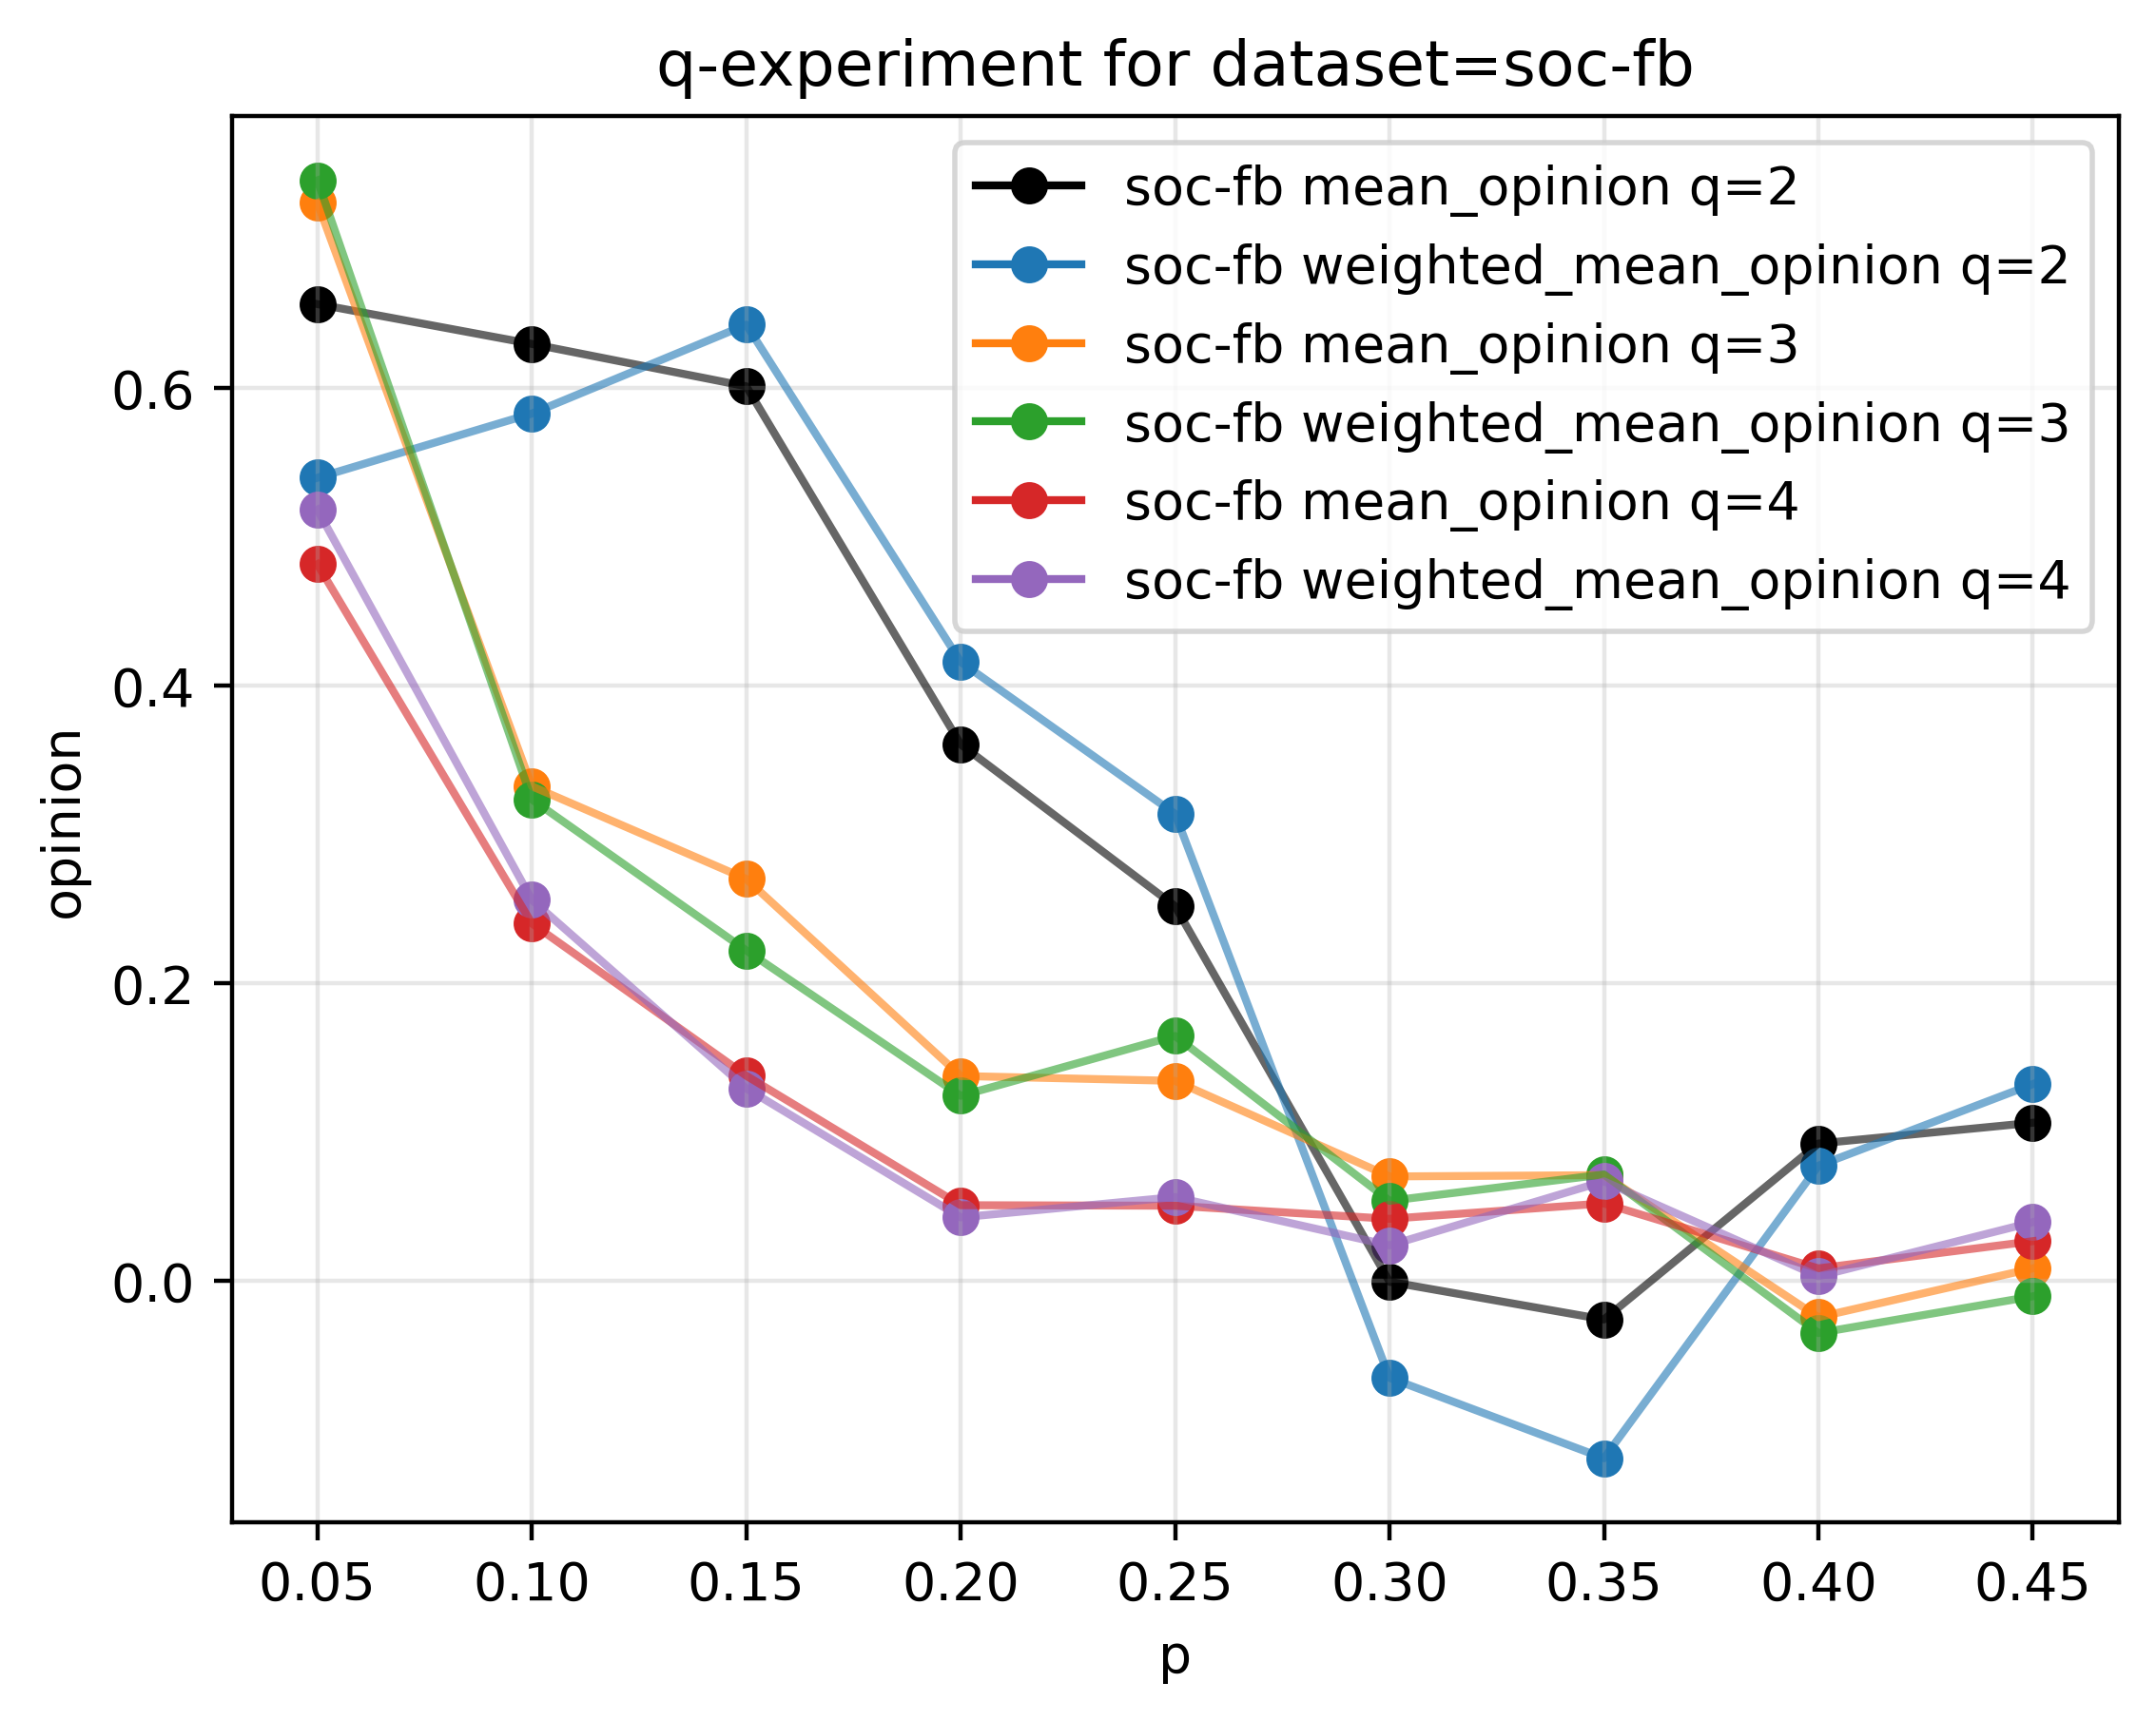 q-experiment for dataset=soc-fb
soc-fb mean_opinion q=2
soc-fb weighted_mean_opinion q=2
soc-fb mean_opinion q=3
soc-fb weighted_mean_opinion q=3
soc-fb mean_opinion q=4
soc-fb weighted_mean_opinion q=4
0.6
0.4
0.2
0.0
opinion
0.05 0.10 0.15 0.20 0.25 0.30 0.35 0.40 0.45
p